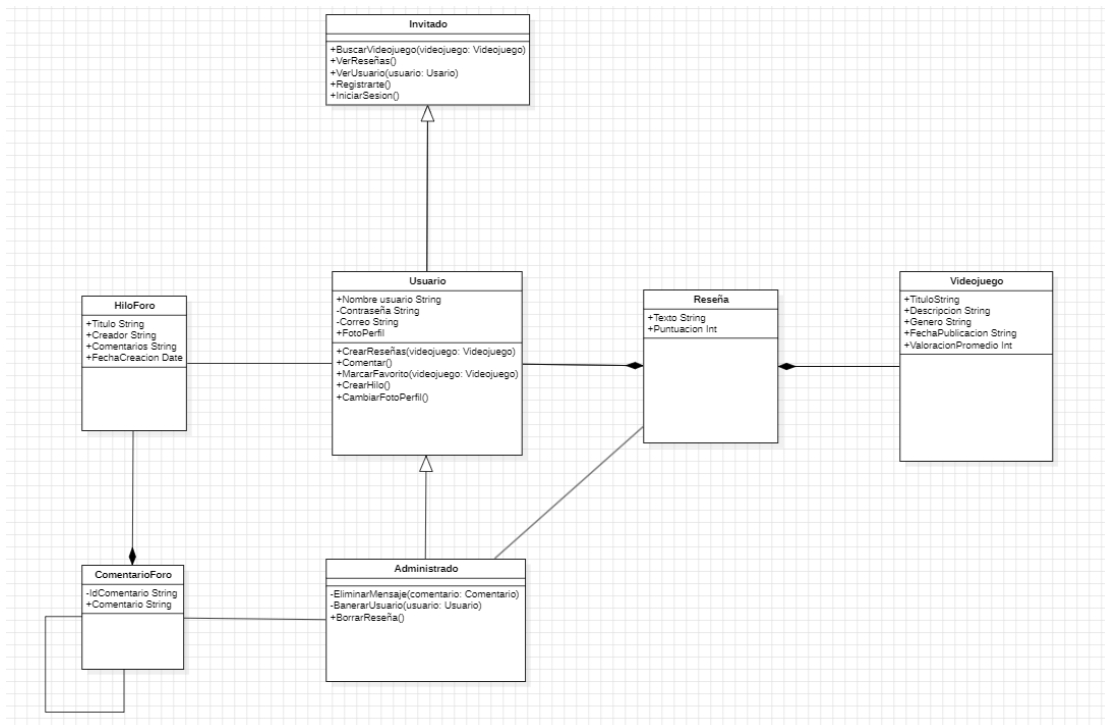 Invitado
+BuscarVideojuego(videojuego: Videojuego)
+VerReseñas()
+VerUsuario(usuario: Usario)
+Registrarte()
+IniciarSesion()
Usuario
+Nombre usuario String
-Contraseña String
-Correo String
+FotoPerfil
+CrearReseñas(videojuego: Videojuego)
+Comentar()
+MarcarFavorito(videojuego: Videojuego)
+CrearHilo()
+CambiarFotoPerfil()
HiloForo
+Titulo String
+Creador String
+Comentarios String
+FechaCreacion Date
Reseña
+Texto String
+Puntuacion Int
Videojuego
+TituloString
+Descripcion String
+Genero String
+FechaPublicacion String
+ValoracionPromedio Int
ComentarioForo
-IdComentario String
+Comentario String
Administrado
-EliminarMensaje(comentario: Comentario)
-BanerarUsuario(usuario: Usuario)
+BorrarReseña()